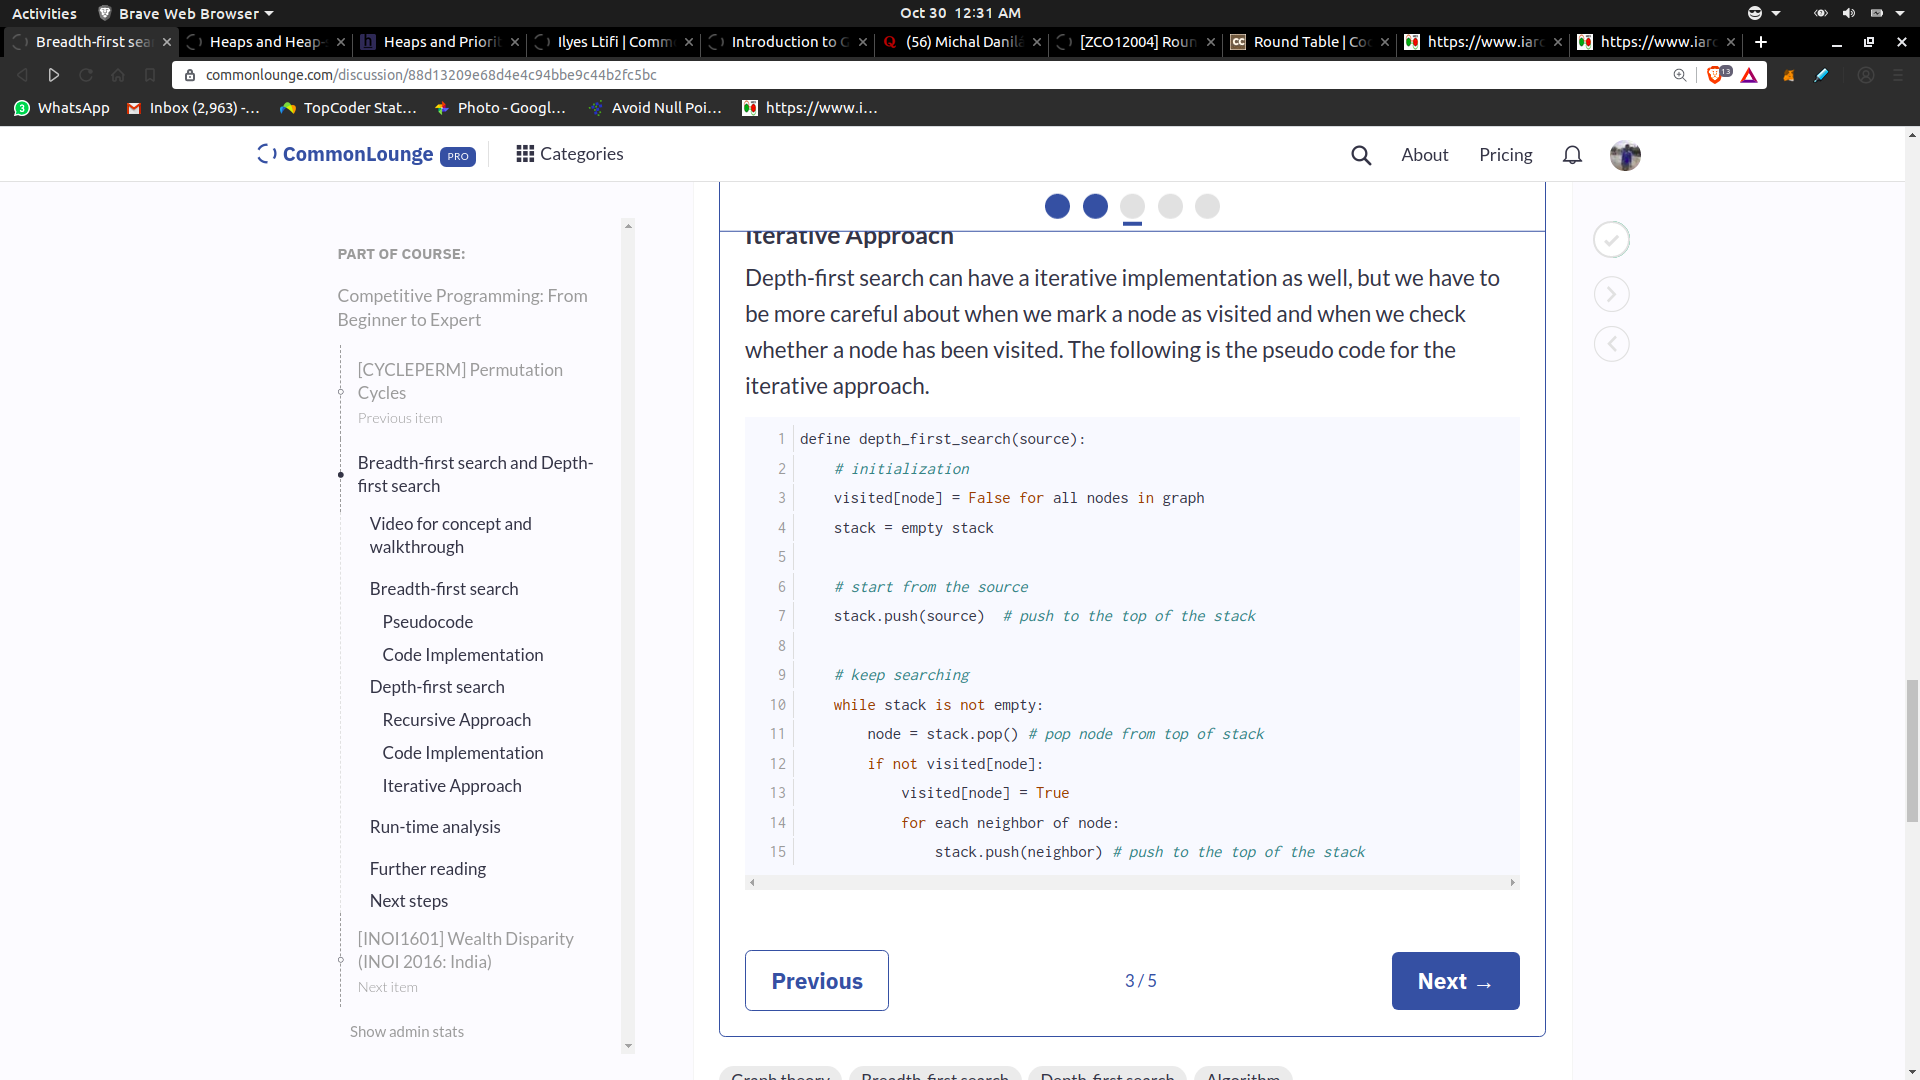 Activities
Brave Web Browser
Oct 30 12:31 AM
Breadth-first sea
Heaps and Heap-
Heaps and Priorit
Ilyes Ltifi | Comm
Introduction to G
(56) Michal Danilá
[ZCO12004] Roun
Round Table | Co
https://www.iarc
https://www.iarc
commonlounge.com/discussion/88d13209e68d4e4c94bbe9c44b2fc5bc
13
WhatsApp
Inbox (2,963) -...
TopCoder Stat...
Photo - Googl...
Avoid Null Poi...
https://www.i...
CommonLounge PRO
Categories
About
Pricing
PART OF COURSE:
Competitive Programming: From
Beginner to Expert
[CYCLEPERM] Permutation
Cycles
Previous item
Breadth-first search and Depth-
first search
Video for concept and
walkthrough
Breadth-first search
Pseudocode
Code Implementation
Depth-first search
Recursive Approach
Code Implementation
Iterative Approach
Run-time analysis
Further reading
Next steps
[INOI1601] Wealth Disparity
(INOI 2016: India)
Next item
Show admin stats
Iterative Approach
Depth-first search can have a iterative implementation as well, but we have to
be more careful about when we mark a node as visited and when we check
whether a node has been visited. The following is the pseudo code for the
iterative approach.
1 define depth_first_search(source):
2 # initialization
3 visited[node] = False for all nodes in graph
4 stack = empty stack
5
6 # start from the source
7 stack.push(source) # push to the top of the stack
8
9 # keep searching
10 while stack is not empty:
11 node = stack.pop() # pop node from top of stack
12 if not visited[node]:
13 visited[node] = True
14 for each neighbor of node:
15 stack.push(neighbor) # push to the top of the stack
Previous
3 / 5
Next →
Graph theory
Breadth-first search
Depth-first search
Algorithm